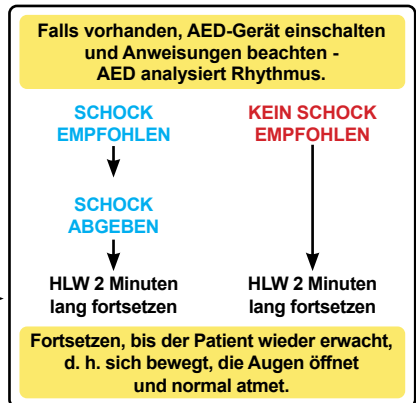 Falls vorhanden, AED-Gerät einschalten
und Anweisungen beachten -
AED analysiert Rhythmus.
SCHOCK
EMPFOHLEN
SCHOCK
ABGEBEN
HLW 2 Minuten
lang fortsetzen
KEIN SCHOCK
EMPFOHLEN
HLW 2 Minuten
lang fortsetzen
Fortsetzen, bis der Patient wieder erwacht,
d. h. sich bewegt, die Augen öffnet
und normal atmet.